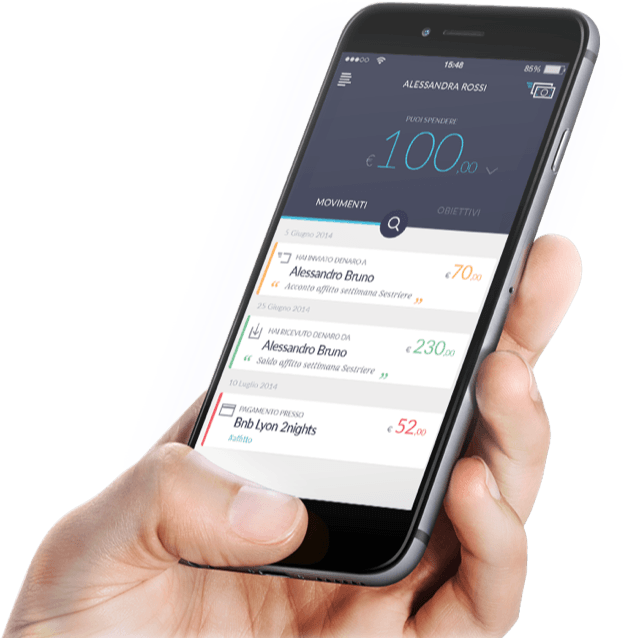 15:48
85%
ALESSANDRA ROSSI
PUOI SPENDERE
€ 100,00
MOVIMENTI
OBIETTIVI
5 Giugno 2014
HAI INVIATO DENARO A
Alessandro Bruno
€ 70,00
“ Acconto affitto settimana Sestriere ”
25 Giugno 2014
HAI RICEVUTO DENARO DA
Alessandro Bruno
€ 230,00
“ Saldo affitto settimana Sestriere ”
10 Luglio 2014
PAGAMENTO PRESSO
Bnb Lyon 2nights
€ 52,00
#affitto